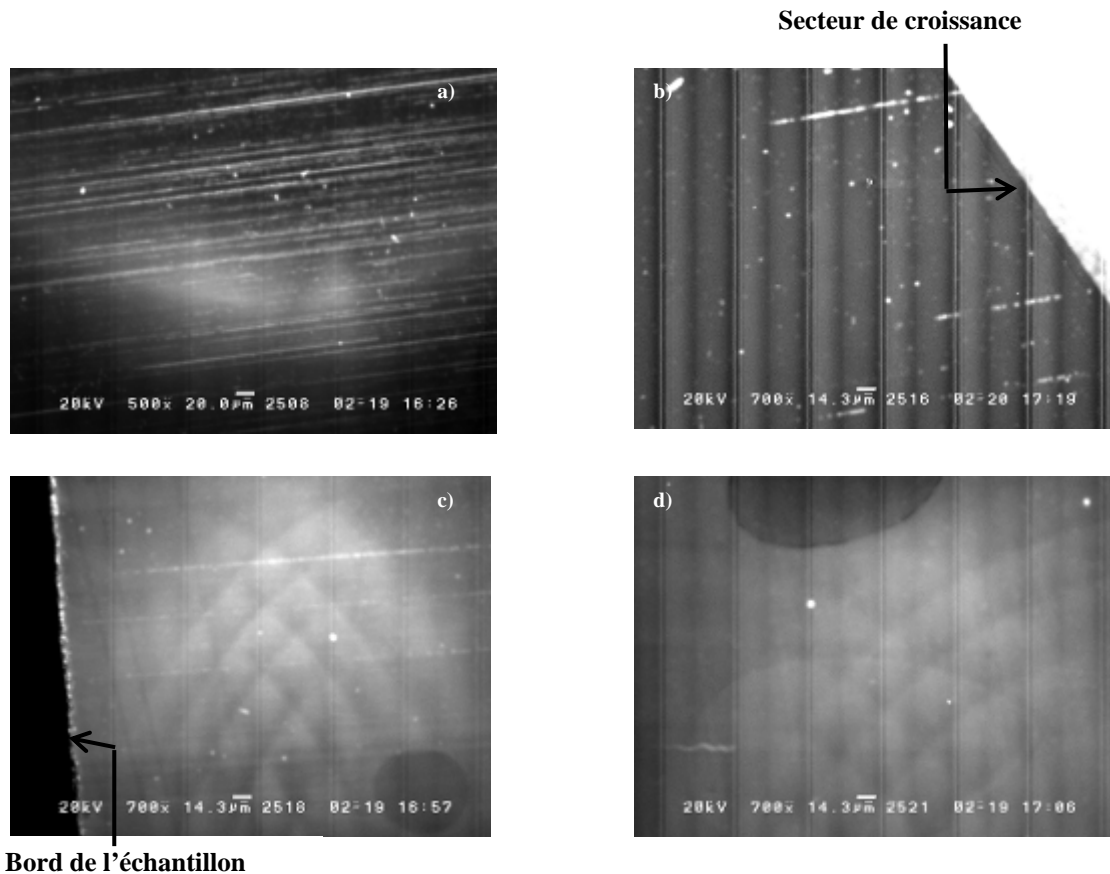 Secteur de croissance
a)
20kV 500x 20.0µm 2508 02-19 16:26
b)
20kV 700x 14.3µm 2516 02-20 17:19
c)
20kV 700x 14.3µm 2518 02-19 16:57
d)
20kV 700x 14.3µm 2521 02-19 17:06
Bord de l’échantillon